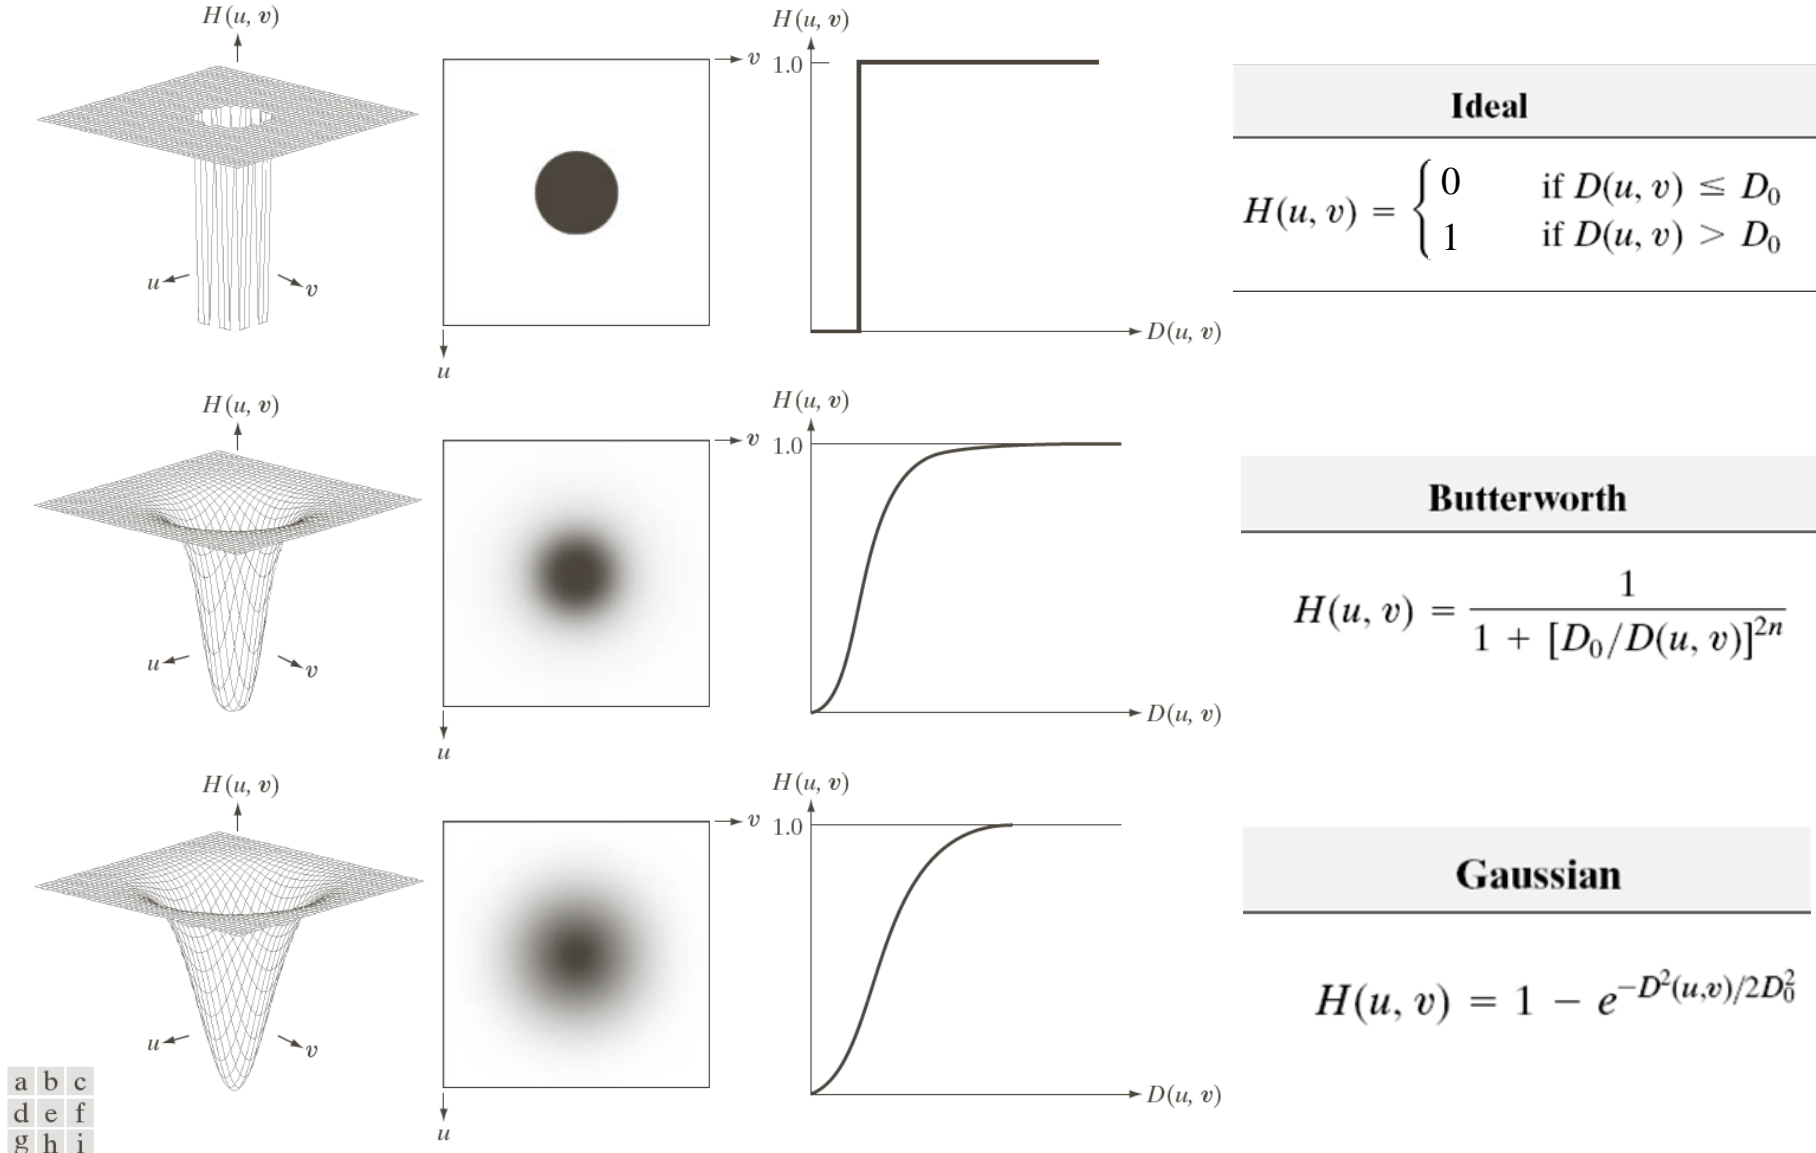 H(u, v)
u
v
v
u
H(u, v)
1.0
D(u, v)
Ideal
H(u, v) = { 0 if D(u, v) ≤ D₀
1 if D(u, v) > D₀
H(u, v)
u
v
v
u
H(u, v)
1.0
D(u, v)
Butterworth
H(u, v) = 1 / (1 + [D₀/D(u, v)]²ⁿ)
H(u, v)
u
v
v
u
H(u, v)
1.0
D(u, v)
Gaussian
H(u, v) = 1 − e^(−D²(u,v)/2D₀²)
a b c
d e f
g h i